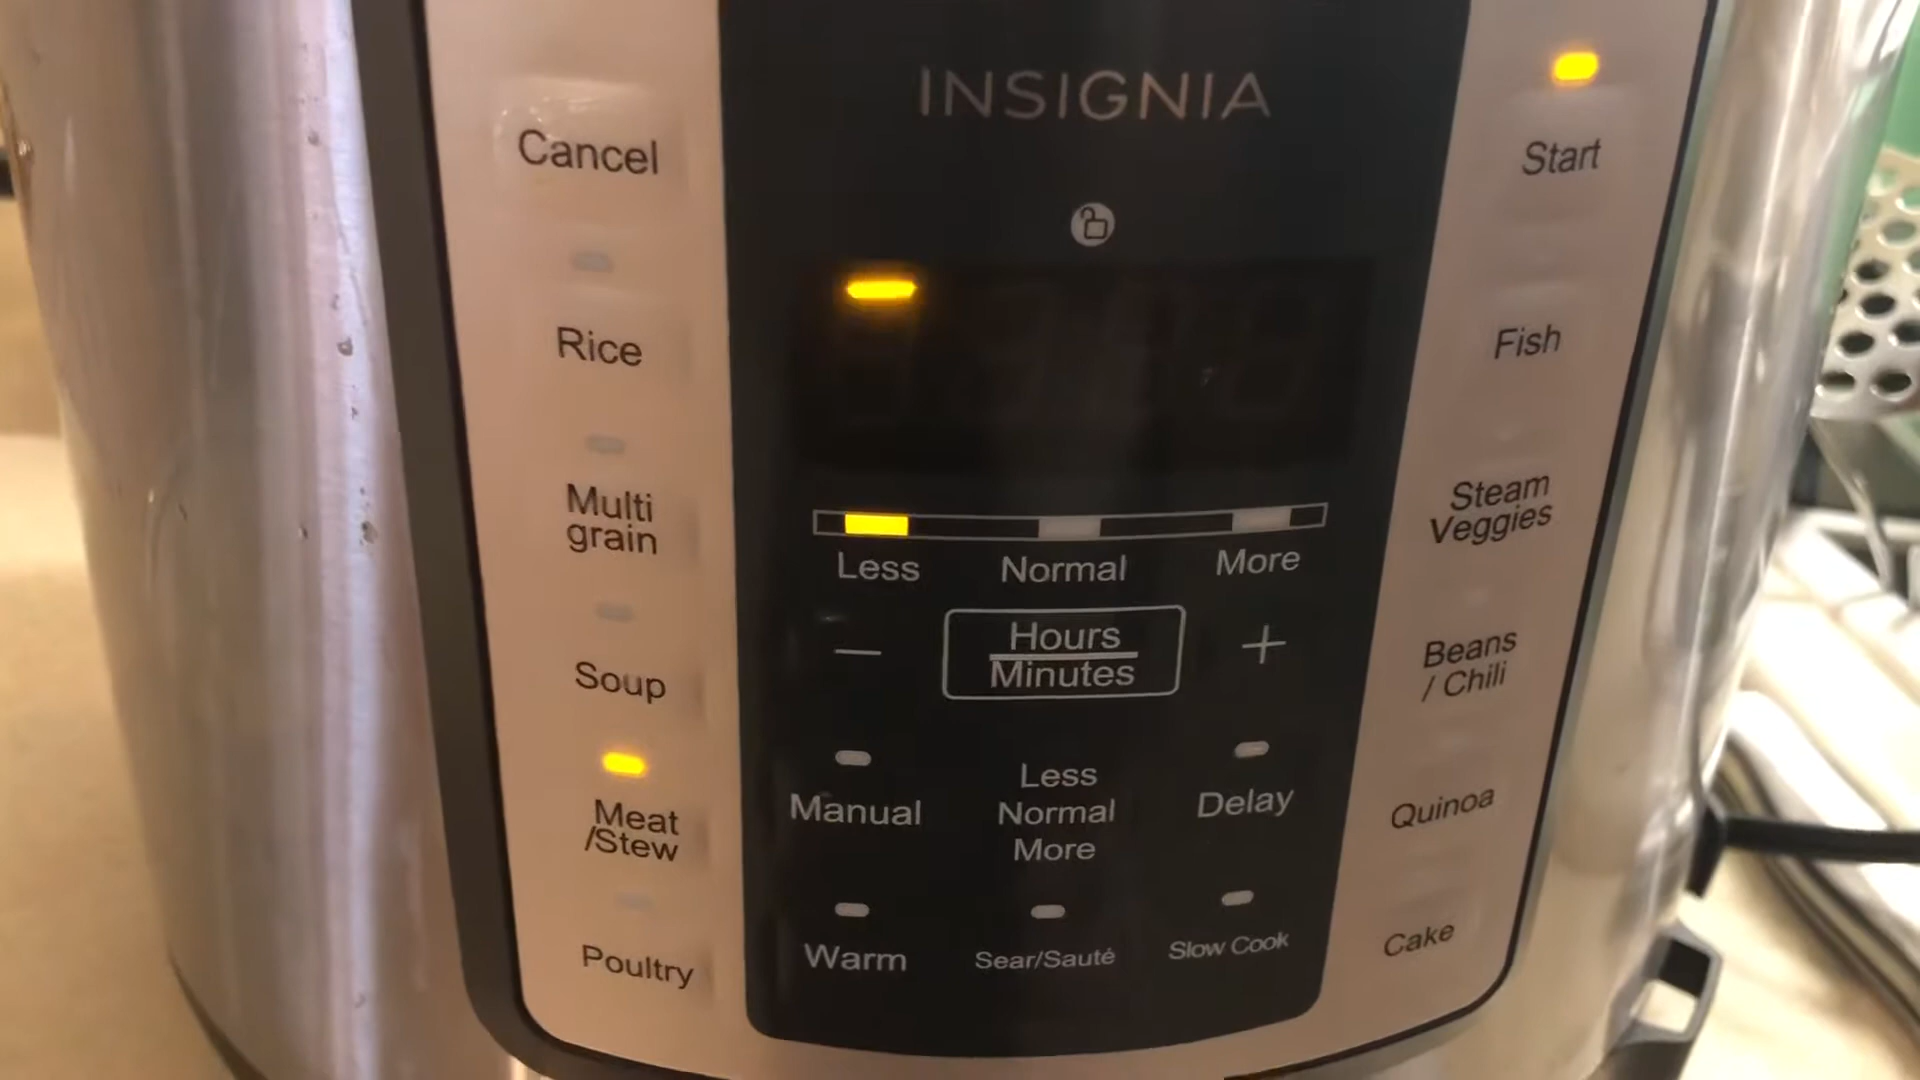 INSIGNIA
Cancel
Start
Rice
Fish
Multi
grain
Steam
Veggies
Less
Normal
More
Hours
Minutes
Soup
Beans
/ Chili
Meat
/Stew
Manual
Less
Normal
More
Delay
Quinoa
Poultry
Warm
Sear/Sauté
Slow Cook
Cake